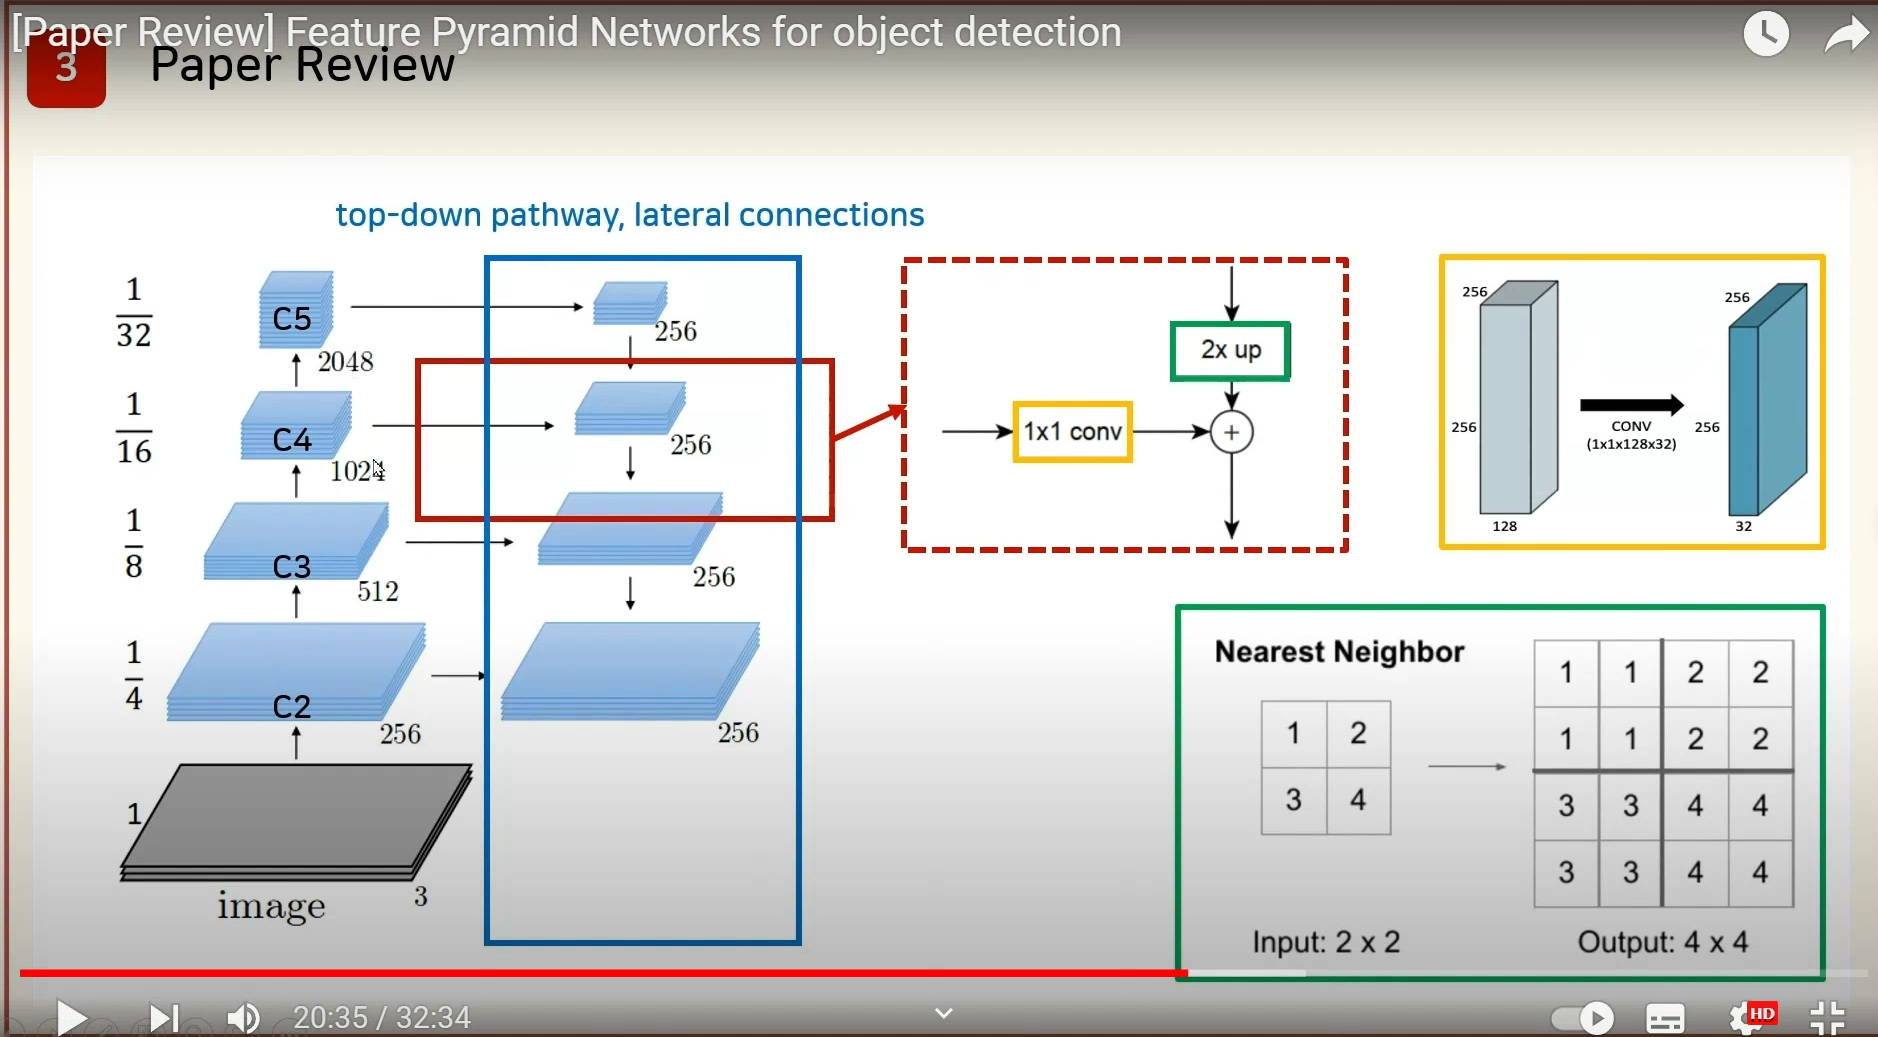 [Paper Review] Feature Pyramid Networks for object detection
3
Paper Review
top-down pathway, lateral connections
1
32
C5
2048
256
1
16
C4
1024
256
1
8
C3
512
256
1
4
C2
256
256
1
image
3
2x up
1x1 conv
+
256
256
128
CONV
(1x1x128x32)
256
256
32
Nearest Neighbor
1 2
3 4
1 1 2 2
1 1 2 2
3 3 4 4
3 3 4 4
Input: 2 x 2
Output: 4 x 4
20:35 / 32:34
HD